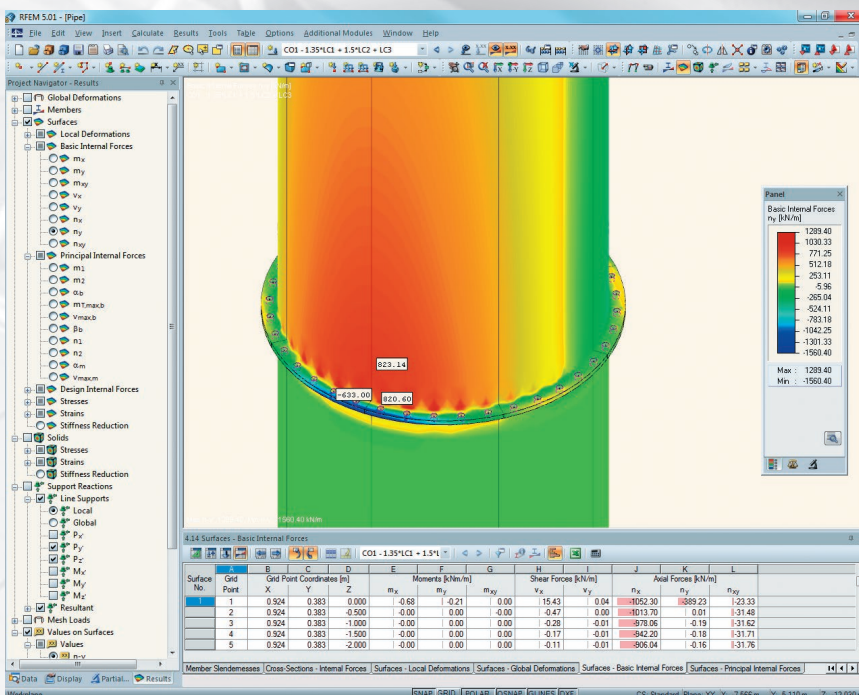 RFEM 5.01 - [Pipe]
File Edit View Insert Calculate Results Tools Table Options Additional Modules Window Help
CO1 - 1.35*LC1 + 1.5*LC2 + LC3
Project Navigator - Results
Global Deformations
Members
Surfaces
Local Deformations
Basic Internal Forces
mx
my
mxy
vx
vy
nx
ny
nxy
Principal Internal Forces
m1
m2
αb
mT,max,b
vmax,b
βb
n1
n2
αm
vmax,m
Design Internal Forces
Stresses
Strains
Stiffness Reduction
Solids
Stresses
Strains
Stiffness Reduction
Support Reactions
Line Supports
Local
Global
Px'
Py'
Pz'
Mx'
My'
Mz'
Resultant
Mesh Loads
Values on Surfaces
Values
Data Display Partial... Results
823.14
-633.00
820.60
Panel
Basic Internal Forces
ny [kN/m]
1289.40
1030.33
771.25
512.18
253.11
-5.96
-265.04
-524.11
-783.18
-1042.25
-1301.33
-1560.40
Max : 1289.40
Min : -1560.40
4.14 Surfaces - Basic Internal Forces
CO1 - 1.35*LC1 + 1.5*L
A B C D E F G H I J K L
Surface Grid Grid Point Coordinates [m] Moments [kNm/m] Shear Forces [kN/m] Axial Forces [kN/m]
No. Point X Y Z mx my mxy vx vy nx ny nxy
1 1 0.924 0.383 0.000 -0.68 -0.21 0.00 15.43 0.04 -1052.30 -389.23 -23.33
2 0.924 0.383 -0.500 -0.00 0.00 0.00 -0.47 0.00 -1013.70 0.01 -31.48
3 0.924 0.383 -1.000 -0.00 0.00 0.00 -0.28 -0.01 -978.06 -0.19 -31.62
4 0.924 0.383 -1.500 -0.00 0.00 0.00 -0.17 -0.01 -942.20 -0.18 -31.71
5 0.924 0.383 -2.000 -0.00 0.00 0.00 -0.11 -0.01 -906.04 -0.16 -31.76
Member Slendernesses Cross-Sections - Internal Forces Surfaces - Local Deformations Surfaces - Global Deformations Surfaces - Basic Internal Forces Surfaces - Principal Internal Forces
SNAP GRID POLAR OSNAP GLINES DXF